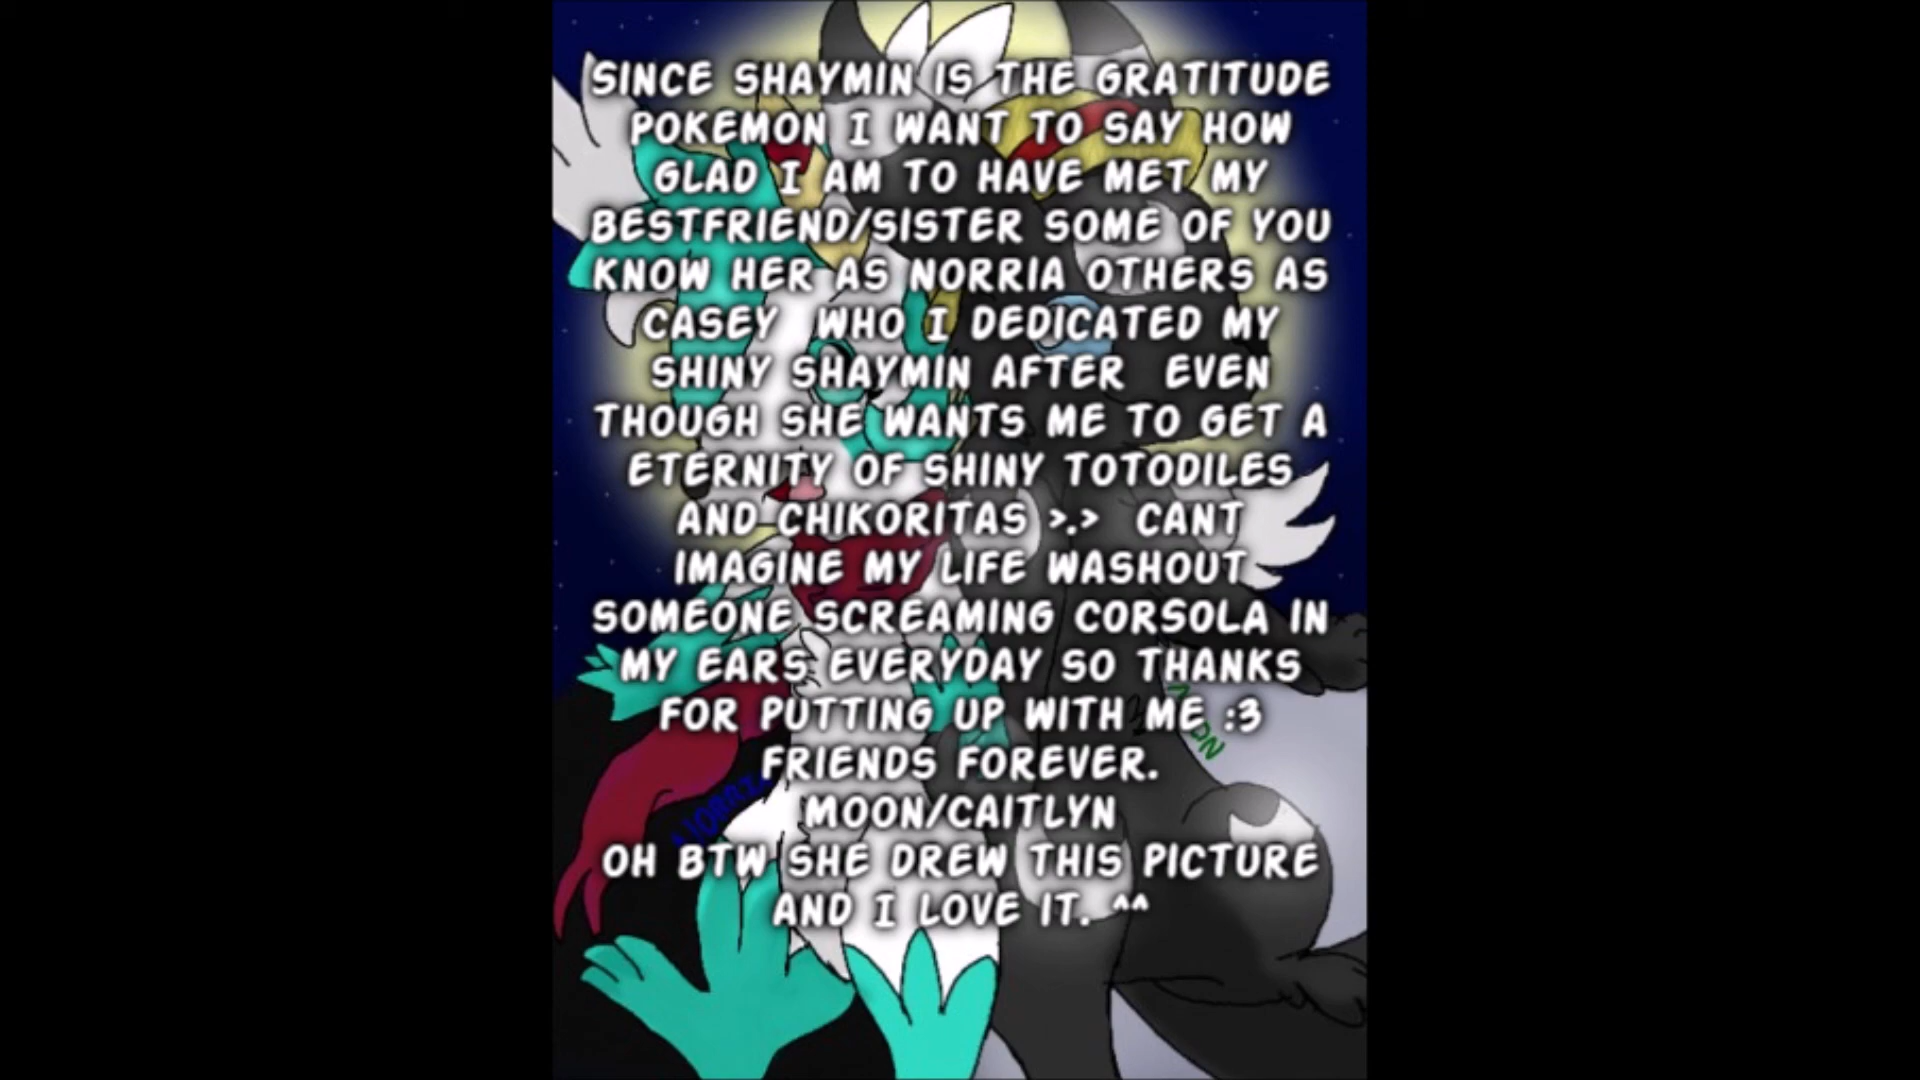 SINCE SHAYMIN IS THE GRATITUDE
POKEMON I WANT TO SAY HOW
GLAD I AM TO HAVE MET MY
BESTFRIEND/SISTER SOME OF YOU
KNOW HER AS NORRIA OTHERS AS
CASEY WHO I DEDICATED MY
SHINY SHAYMIN AFTER EVEN
THOUGH SHE WANTS ME TO GET A
ETERNITY OF SHINY TOTODILES
AND CHIKORITAS >.> CANT
IMAGINE MY LIFE WASHOUT
SOMEONE SCREAMING CORSOLA IN
MY EARS EVERYDAY SO THANKS
FOR PUTTING UP WITH ME :3
FRIENDS FOREVER.
MOON/CAITLYN
OH BTW SHE DREW THIS PICTURE
AND I LOVE IT. ^^